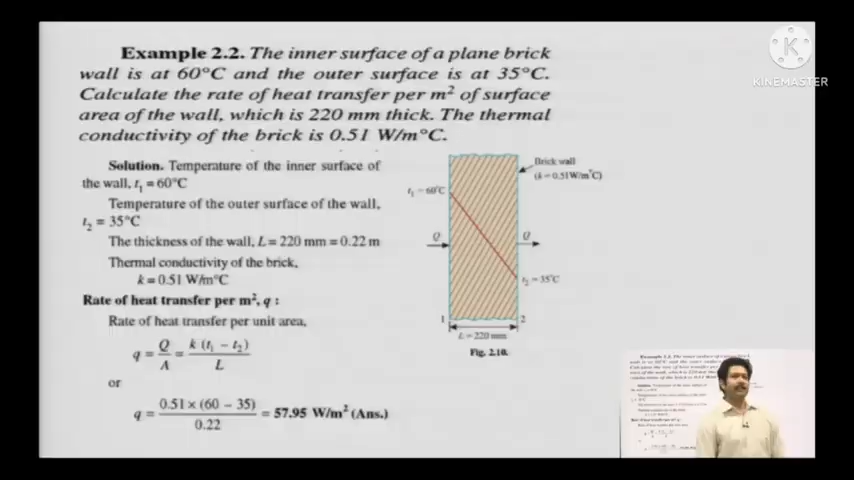 Example 2.2. The inner surface of a plane brick
wall is at 60°C and the outer surface is at 35°C.
Calculate the rate of heat transfer per m² of surface
area of the wall, which is 220 mm thick. The thermal
conductivity of the brick is 0.51 W/m°C.
Solution. Temperature of the inner surface of
the wall, t₁ = 60°C
Temperature of the outer surface of the wall,
t₂ = 35°C
The thickness of the wall, L = 220 mm = 0.22 m
Thermal conductivity of the brick,
k = 0.51 W/m°C
Rate of heat transfer per m², q :
Rate of heat transfer per unit area,
q = Q/A = k (t₁ − t₂)/L
or
q = 0.51 × (60 − 35)/0.22 = 57.95 W/m² (Ans.)
Brick wall
(k = 0.51W/m°C)
t₁ = 60°C
Q
Q
t₂ = 35°C
1
2
L = 220 mm
Fig. 2.10.
K
KINEMASTER